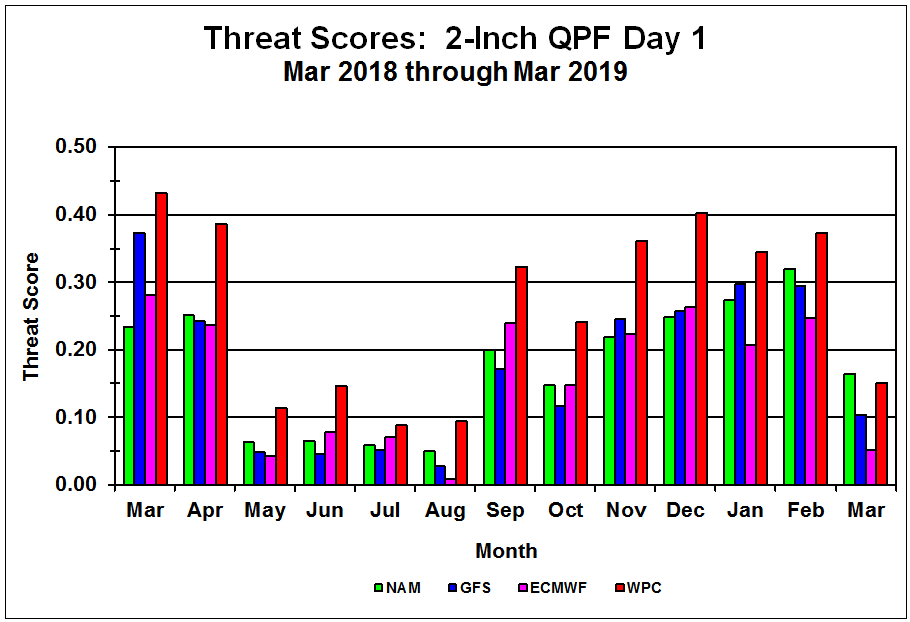 Threat Scores: 2-Inch QPF Day 1
Mar 2018 through Mar 2019
0.50
0.40
0.30
0.20
0.10
0.00
Threat Score
Mar Apr May Jun Jul Aug Sep Oct Nov Dec Jan Feb Mar
Month
NAM GFS ECMWF WPC